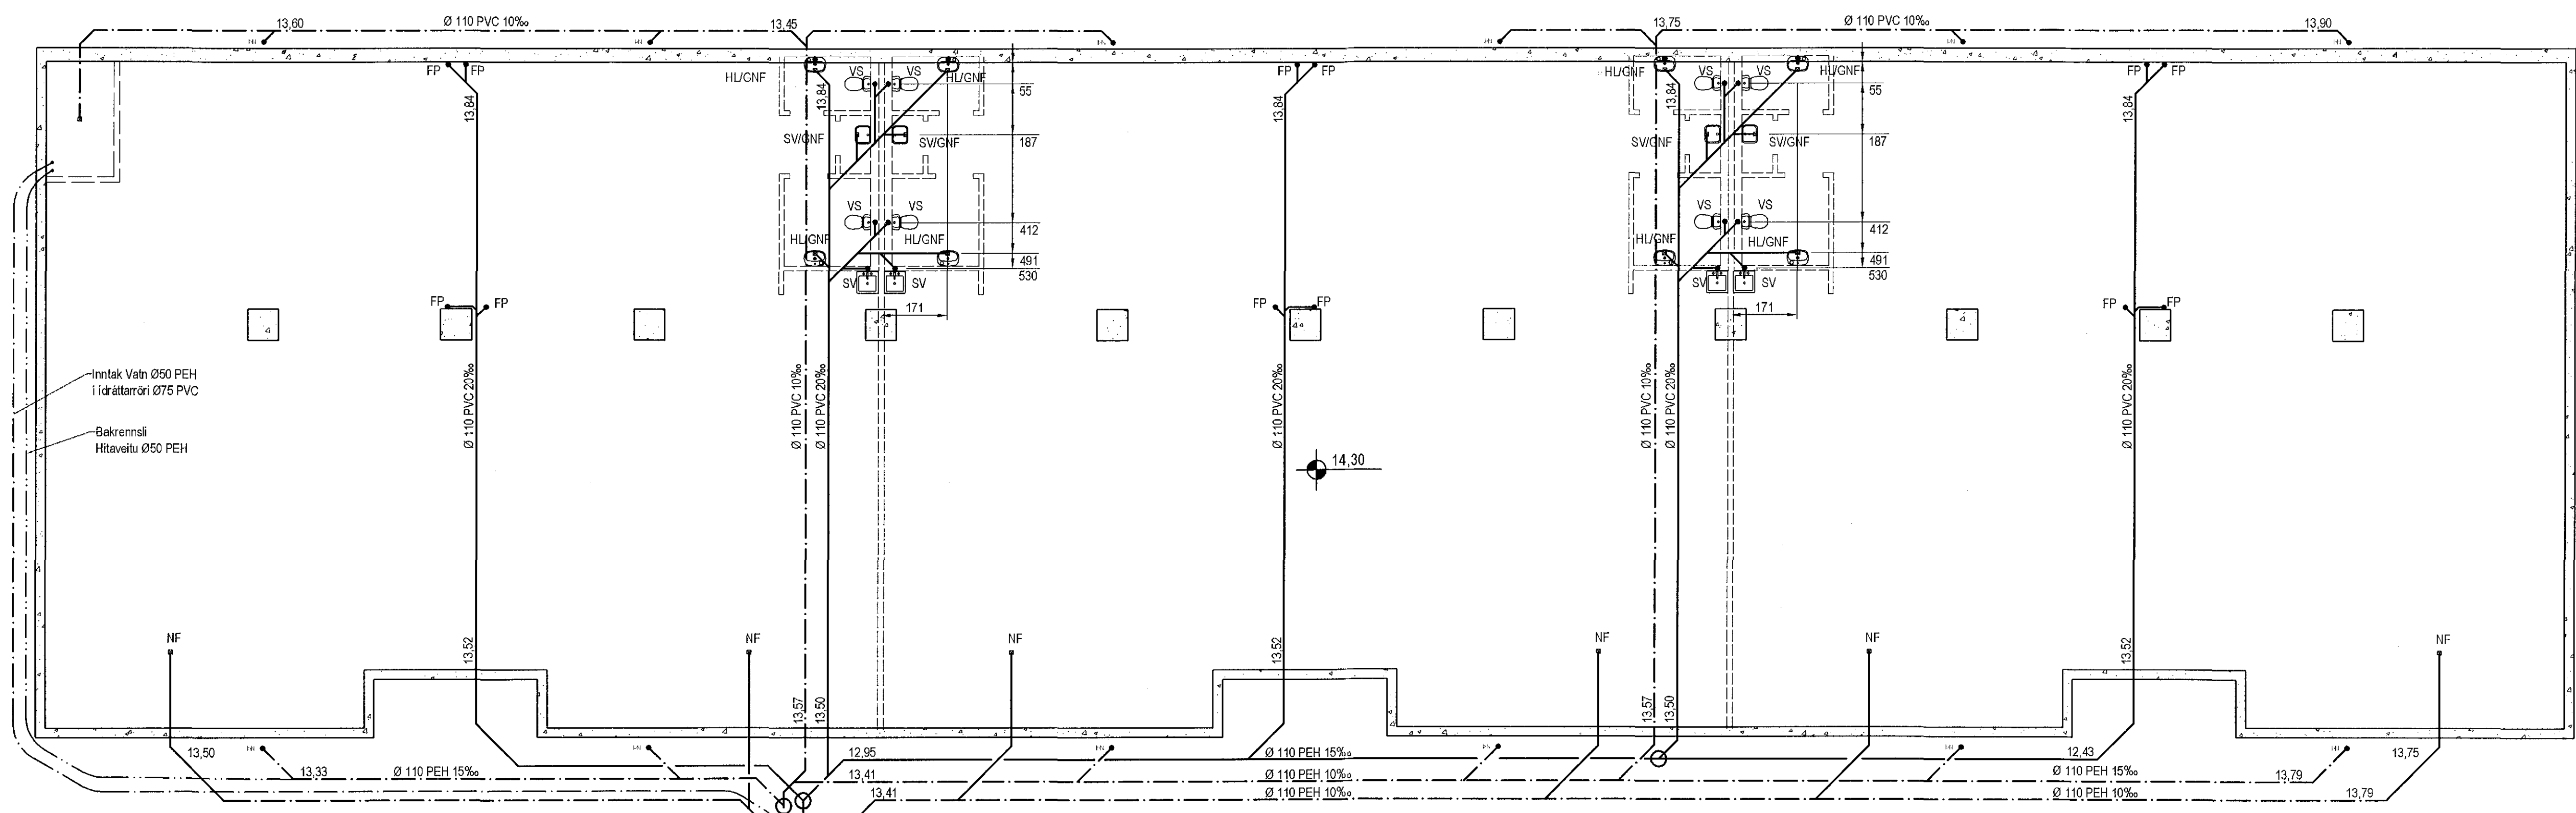 13,60
13,45
13,75
Ø 110 PVC 10‰
Ø 110 PVC 10‰
13,90
FP
FP
HL/GNF
VS
VS
HL/GNF
FP
FP
HL/GNF
VS
VS
HL/GNF
FP
FP
13,84
13,84
55
13,84
13,84
55
13,84
SV/GNF
SV/GNF
187
SV/GNF
SV/GNF
187
VS
VS
412
VS
VS
412
HL/GNF
HL/GNF
491
HL/GNF
HL/GNF
491
530
530
SV
SV
SV
SV
FP
FP
171
FP
FP
171
FP
FP
Inntak Vatn Ø50 PEH
í ídráttarröri Ø75 PVC
Bakrennsli
Hitaveitu Ø50 PEH
Ø 110 PVC 20‰
Ø 110 PVC 10‰
Ø 110 PVC 20‰
Ø 110 PVC 20‰
Ø 110 PVC 10‰
Ø 110 PVC 20‰
Ø 110 PVC 20‰
14,30
NF
NF
NF
NF
NF
NF
13,52
13,52
13,52
13,57
13,50
13,57
13,50
13,50
12,95
Ø 110 PEH 15‰
12,43
13,75
13,33
Ø 110 PEH 15‰
13,41
Ø 110 PEH 10‰
Ø 110 PEH 15‰
13,79
13,41
Ø 110 PEH 10‰
Ø 110 PEH 10‰
13,79